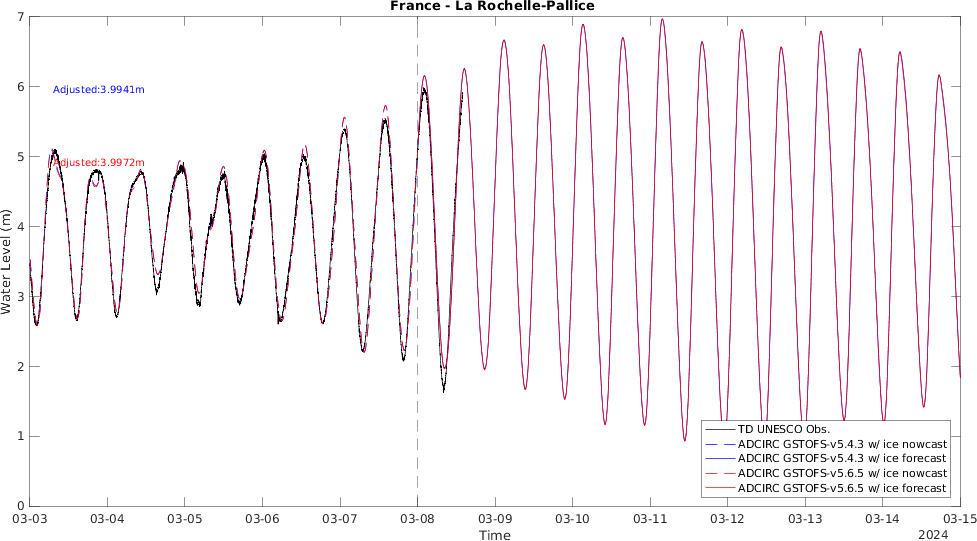 France - La Rochelle-Pallice
7
6
5
4
3
2
1
0
Water Level (m)
Adjusted:3.9941m
Adjusted:3.9972m
TD UNESCO Obs.
ADCIRC GSTOFS-v5.4.3 w/ ice nowcast
ADCIRC GSTOFS-v5.4.3 w/ ice forecast
ADCIRC GSTOFS-v5.6.5 w/ ice nowcast
ADCIRC GSTOFS-v5.6.5 w/ ice forecast
03-03 03-04 03-05 03-06 03-07 03-08 03-09 03-10 03-11 03-12 03-13 03-14 03-15
Time
2024